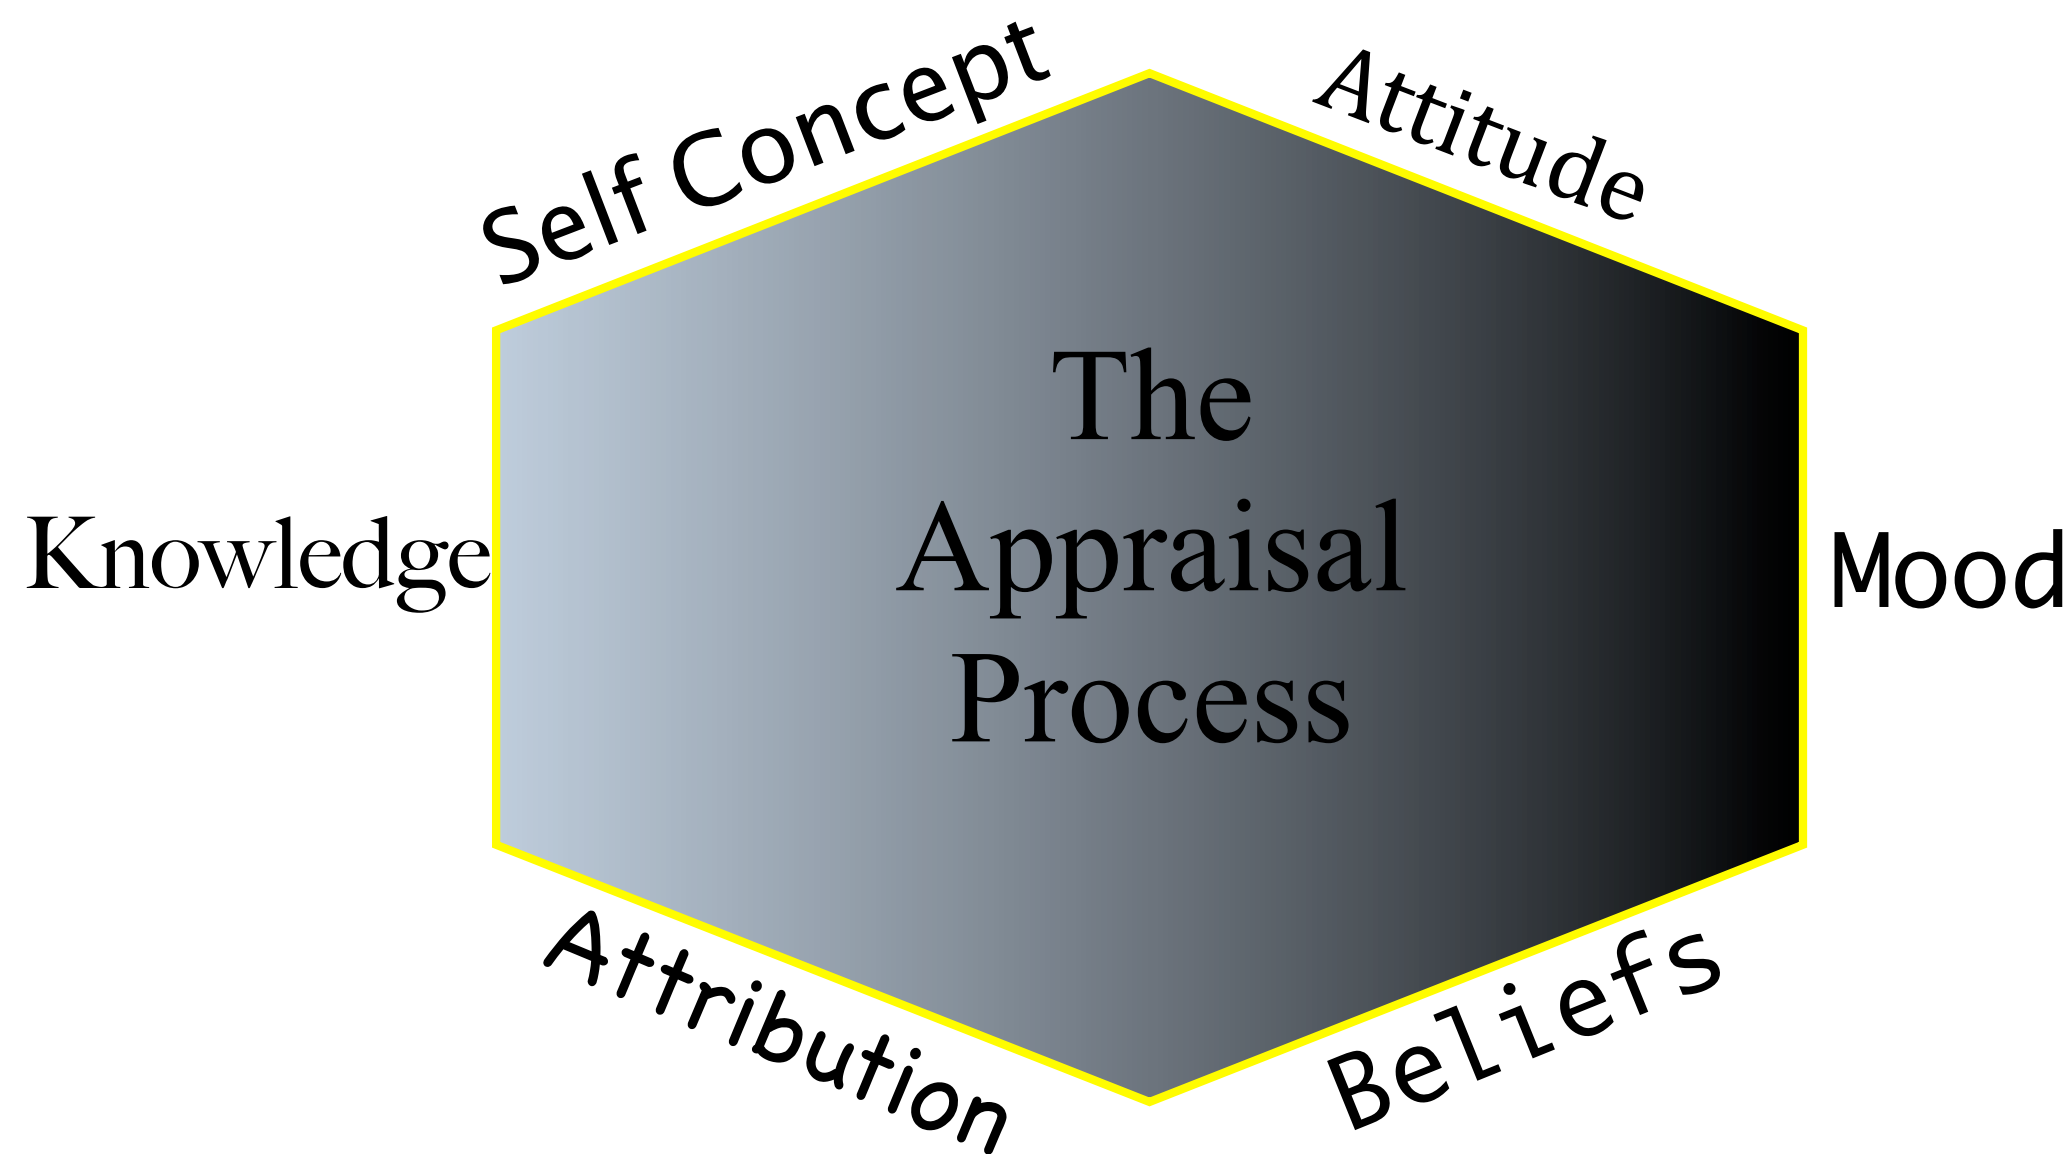 Self Concept
Attitude
The
Appraisal
Process
Knowledge
Mood
Attribution
Beliefs